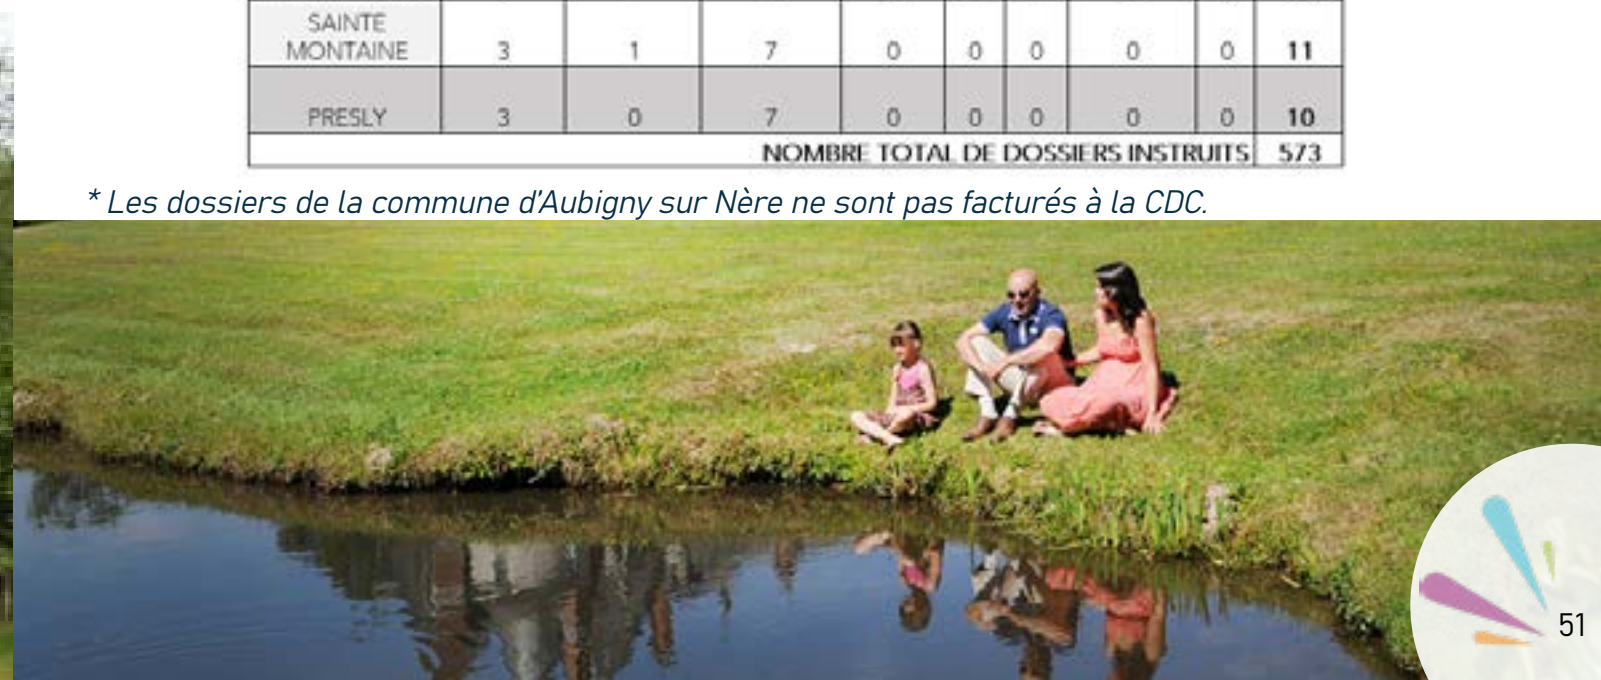 SAINTE
MONTAINE 3 1 7 0 0 0 0 0 11
PRESLY 3 0 7 0 0 0 0 0 10
NOMBRE TOTAL DE DOSSIERS INSTRUITS 573
* Les dossiers de la commune d'Aubigny sur Nère ne sont pas facturés à la CDC.
51